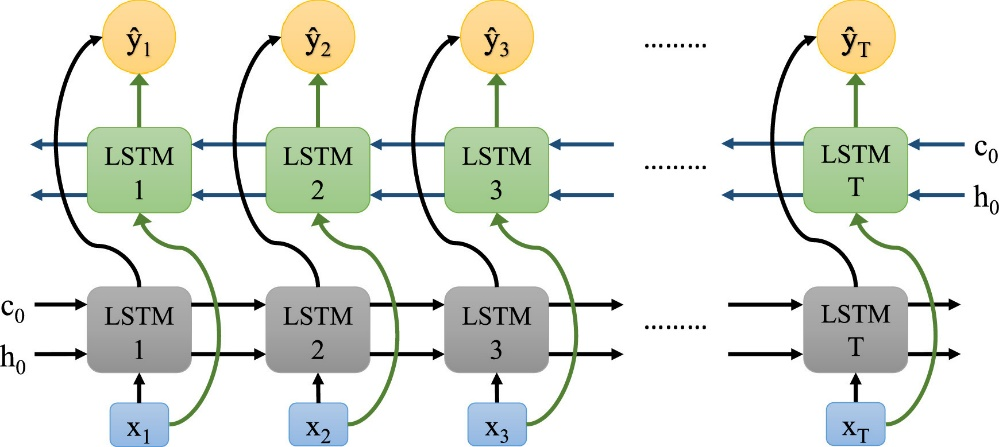 ŷ₁ ŷ₂ ŷ₃ ......... ŷT
LSTM 1 LSTM 2 LSTM 3 ......... LSTM T c₀
h₀
c₀ LSTM 1 LSTM 2 LSTM 3 ......... LSTM T
h₀
x₁ x₂ x₃ xT